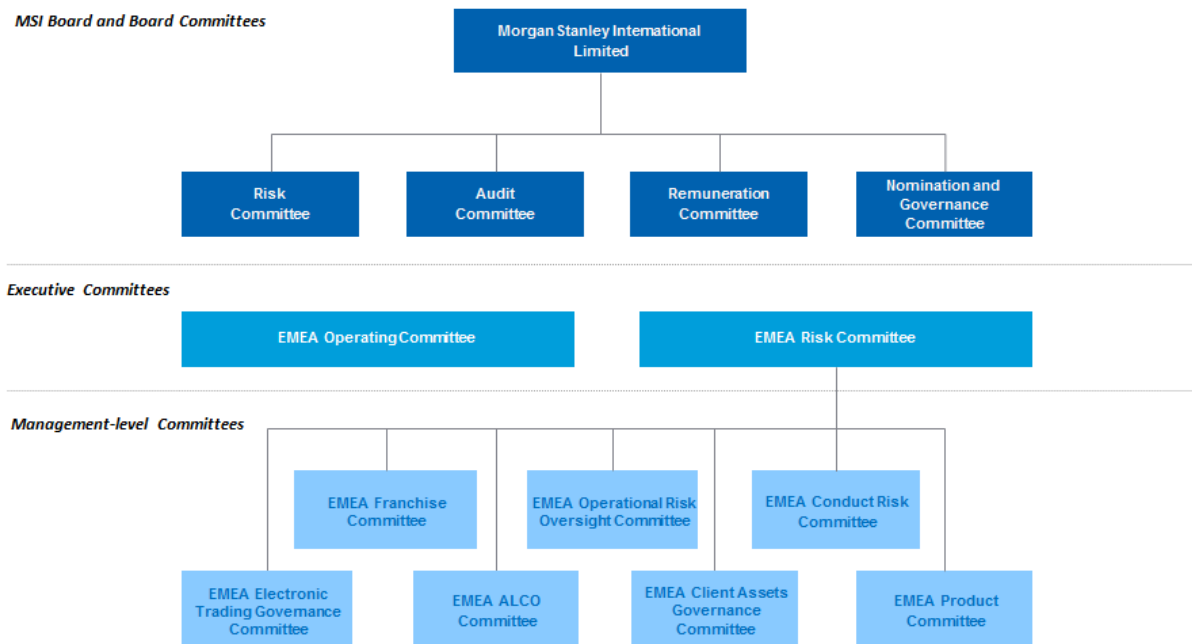 MSI Board and Board Committees
Morgan Stanley International
Limited
Risk
Committee
Audit
Committee
Remuneration
Committee
Nomination and
Governance
Committee
Executive Committees
EMEA Operating Committee
EMEA Risk Committee
Management-level Committees
EMEA Franchise
Committee
EMEA Operational Risk
Oversight Committee
EMEA Conduct Risk
Committee
EMEA Electronic
Trading Governance
Committee
EMEA ALCO
Committee
EMEA Client Assets
Governance
Committee
EMEA Product
Committee